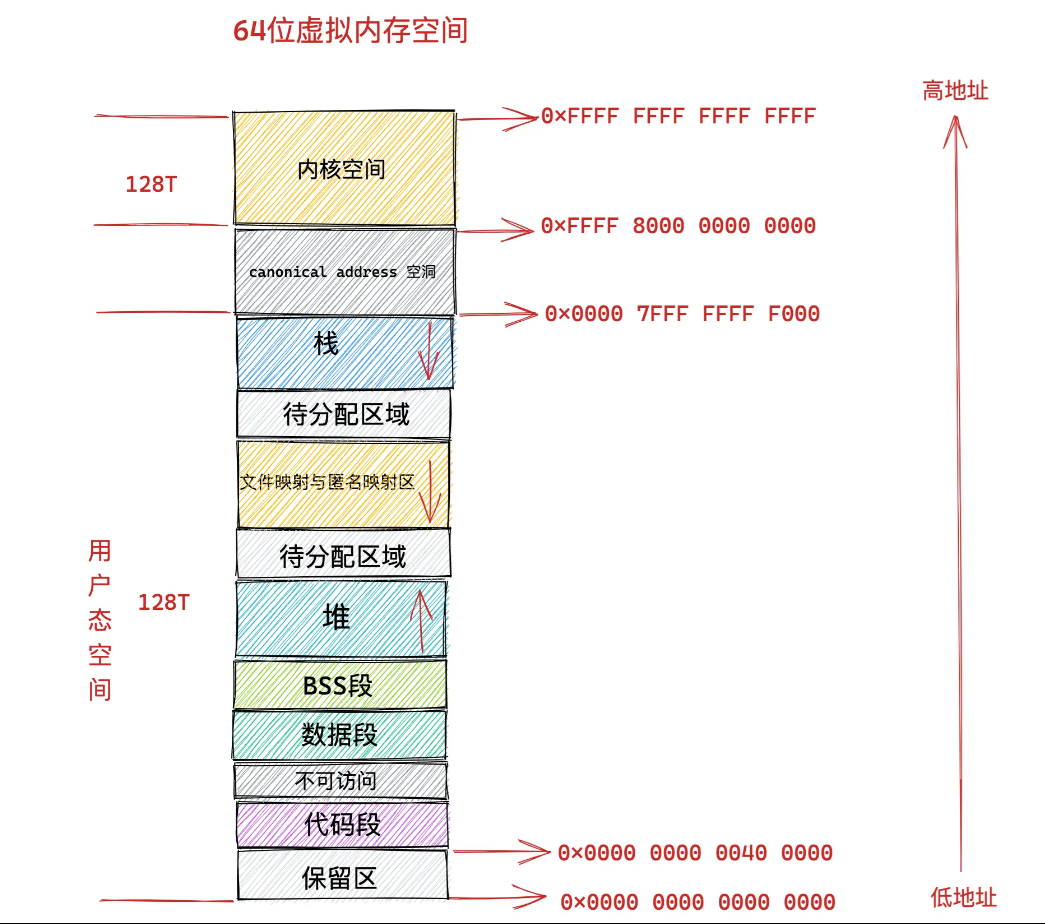 64位虚拟内存空间
高地址
0×FFFF FFFF FFFF FFFF
内核空间
128T
0×FFFF 8000 0000 0000
canonical address 空洞
0×0000 7FFF FFFF F000
栈
待分配区域
文件映射与匿名映射区
待分配区域
用户态空间
128T
堆
BSS段
数据段
不可访问
代码段
0×0000 0000 0040 0000
保留区
低地址
0×0000 0000 0000 0000